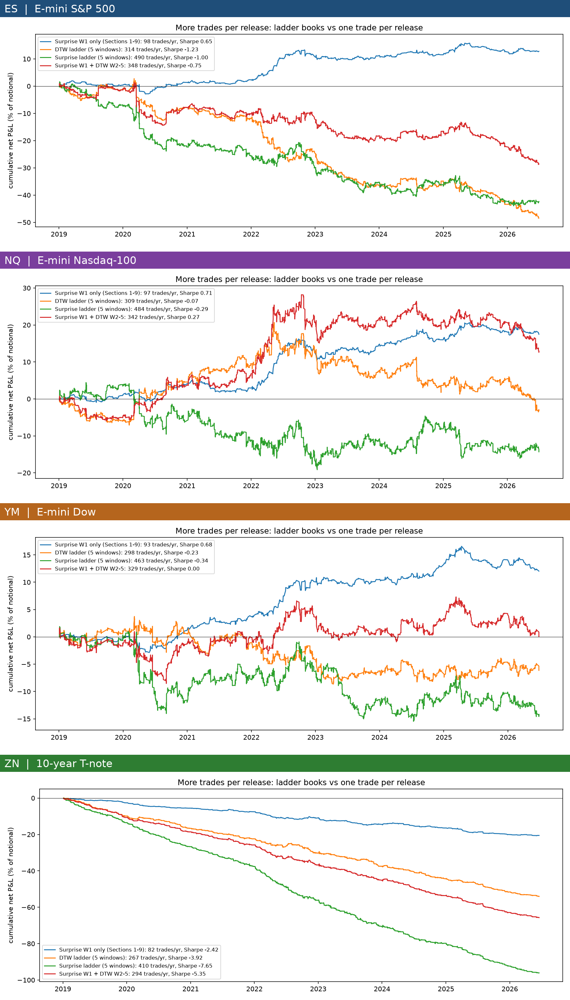 ES | E-mini S&P 500
More trades per release: ladder books vs one trade per release
Surprise W1 only (Sections 1-9): 98 trades/yr, Sharpe 0.65
DTW ladder (5 windows): 314 trades/yr, Sharpe -1.23
Surprise ladder (5 windows): 490 trades/yr, Sharpe -1.00
Surprise W1 + DTW W2-5: 348 trades/yr, Sharpe -0.75
cumulative net P&L (% of notional)
10
0
−10
−20
−30
−40
−50
2019 2020 2021 2022 2023 2024 2025 2026
NQ | E-mini Nasdaq-100
More trades per release: ladder books vs one trade per release
Surprise W1 only (Sections 1-9): 97 trades/yr, Sharpe 0.71
DTW ladder (5 windows): 309 trades/yr, Sharpe -0.07
Surprise ladder (5 windows): 484 trades/yr, Sharpe -0.29
Surprise W1 + DTW W2-5: 342 trades/yr, Sharpe 0.27
cumulative net P&L (% of notional)
30
20
10
0
−10
−20
2019 2020 2021 2022 2023 2024 2025 2026
YM | E-mini Dow
More trades per release: ladder books vs one trade per release
Surprise W1 only (Sections 1-9): 93 trades/yr, Sharpe 0.68
DTW ladder (5 windows): 298 trades/yr, Sharpe -0.23
Surprise ladder (5 windows): 463 trades/yr, Sharpe -0.34
Surprise W1 + DTW W2-5: 329 trades/yr, Sharpe 0.00
cumulative net P&L (% of notional)
15
10
5
0
−5
−10
−15
2019 2020 2021 2022 2023 2024 2025 2026
ZN | 10-year T-note
More trades per release: ladder books vs one trade per release
cumulative net P&L (% of notional)
0
−20
−40
−60
−80
−100
Surprise W1 only (Sections 1-9): 82 trades/yr, Sharpe -2.42
DTW ladder (5 windows): 267 trades/yr, Sharpe -3.92
Surprise ladder (5 windows): 410 trades/yr, Sharpe -7.65
Surprise W1 + DTW W2-5: 294 trades/yr, Sharpe -5.35
2019 2020 2021 2022 2023 2024 2025 2026